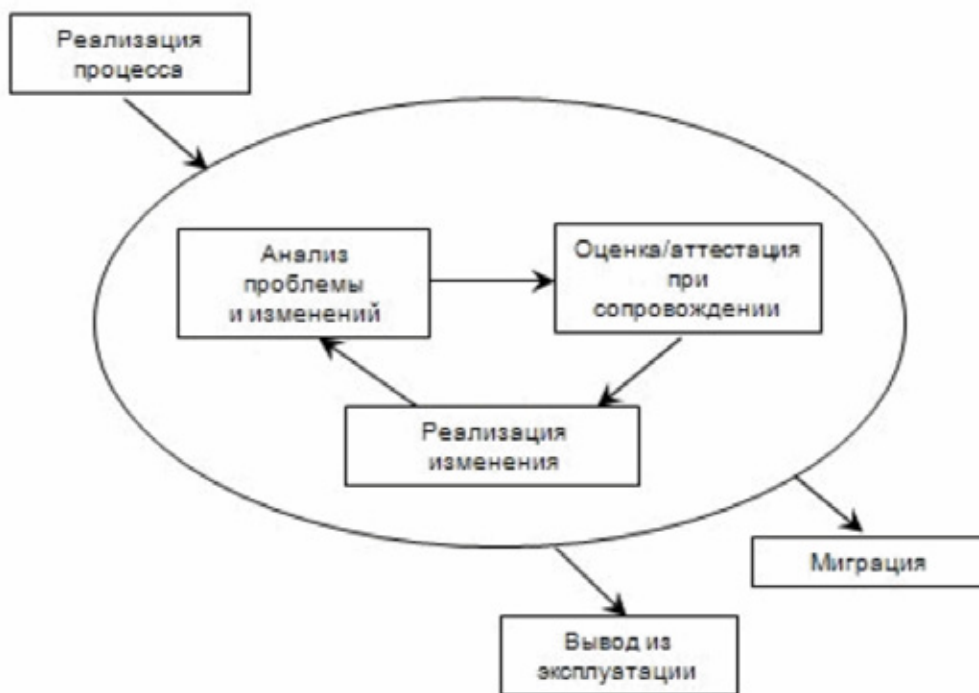 Реализация
процесса
Анализ
проблемы
и изменений
Оценка/аттестация
при
сопровождении
Реализация
изменения
Миграция
Вывод из
эксплуатации